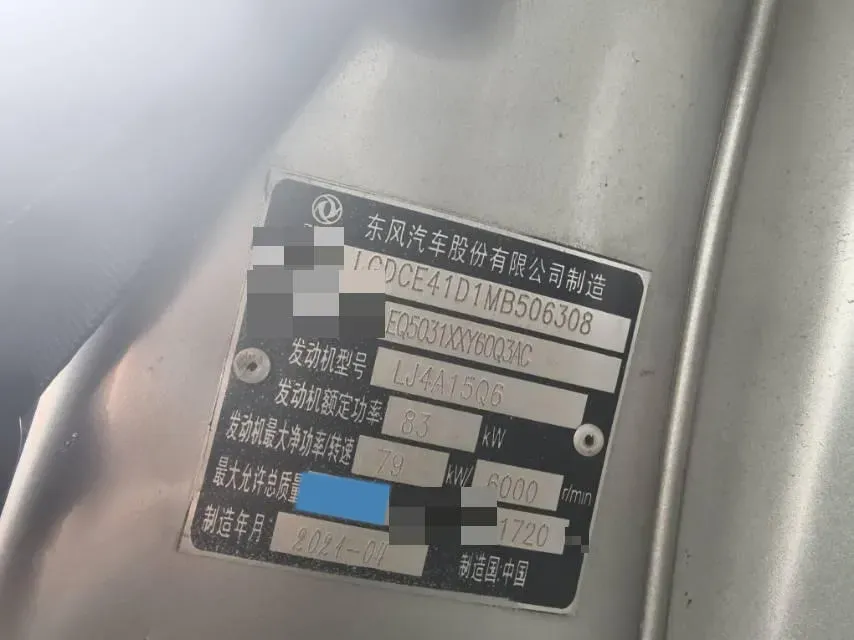 东风汽车股份有限公司制造
LGDCE41D1MB506308
EQ5031XXY60Q3AC
发动机型号 LJ4A15Q6
发动机额定功率 83 kW
发动机最大净功率/转速 79 kW/ 6000 r/min
最大允许总质量 1720
制造年月: 2021-04 制造国:中国